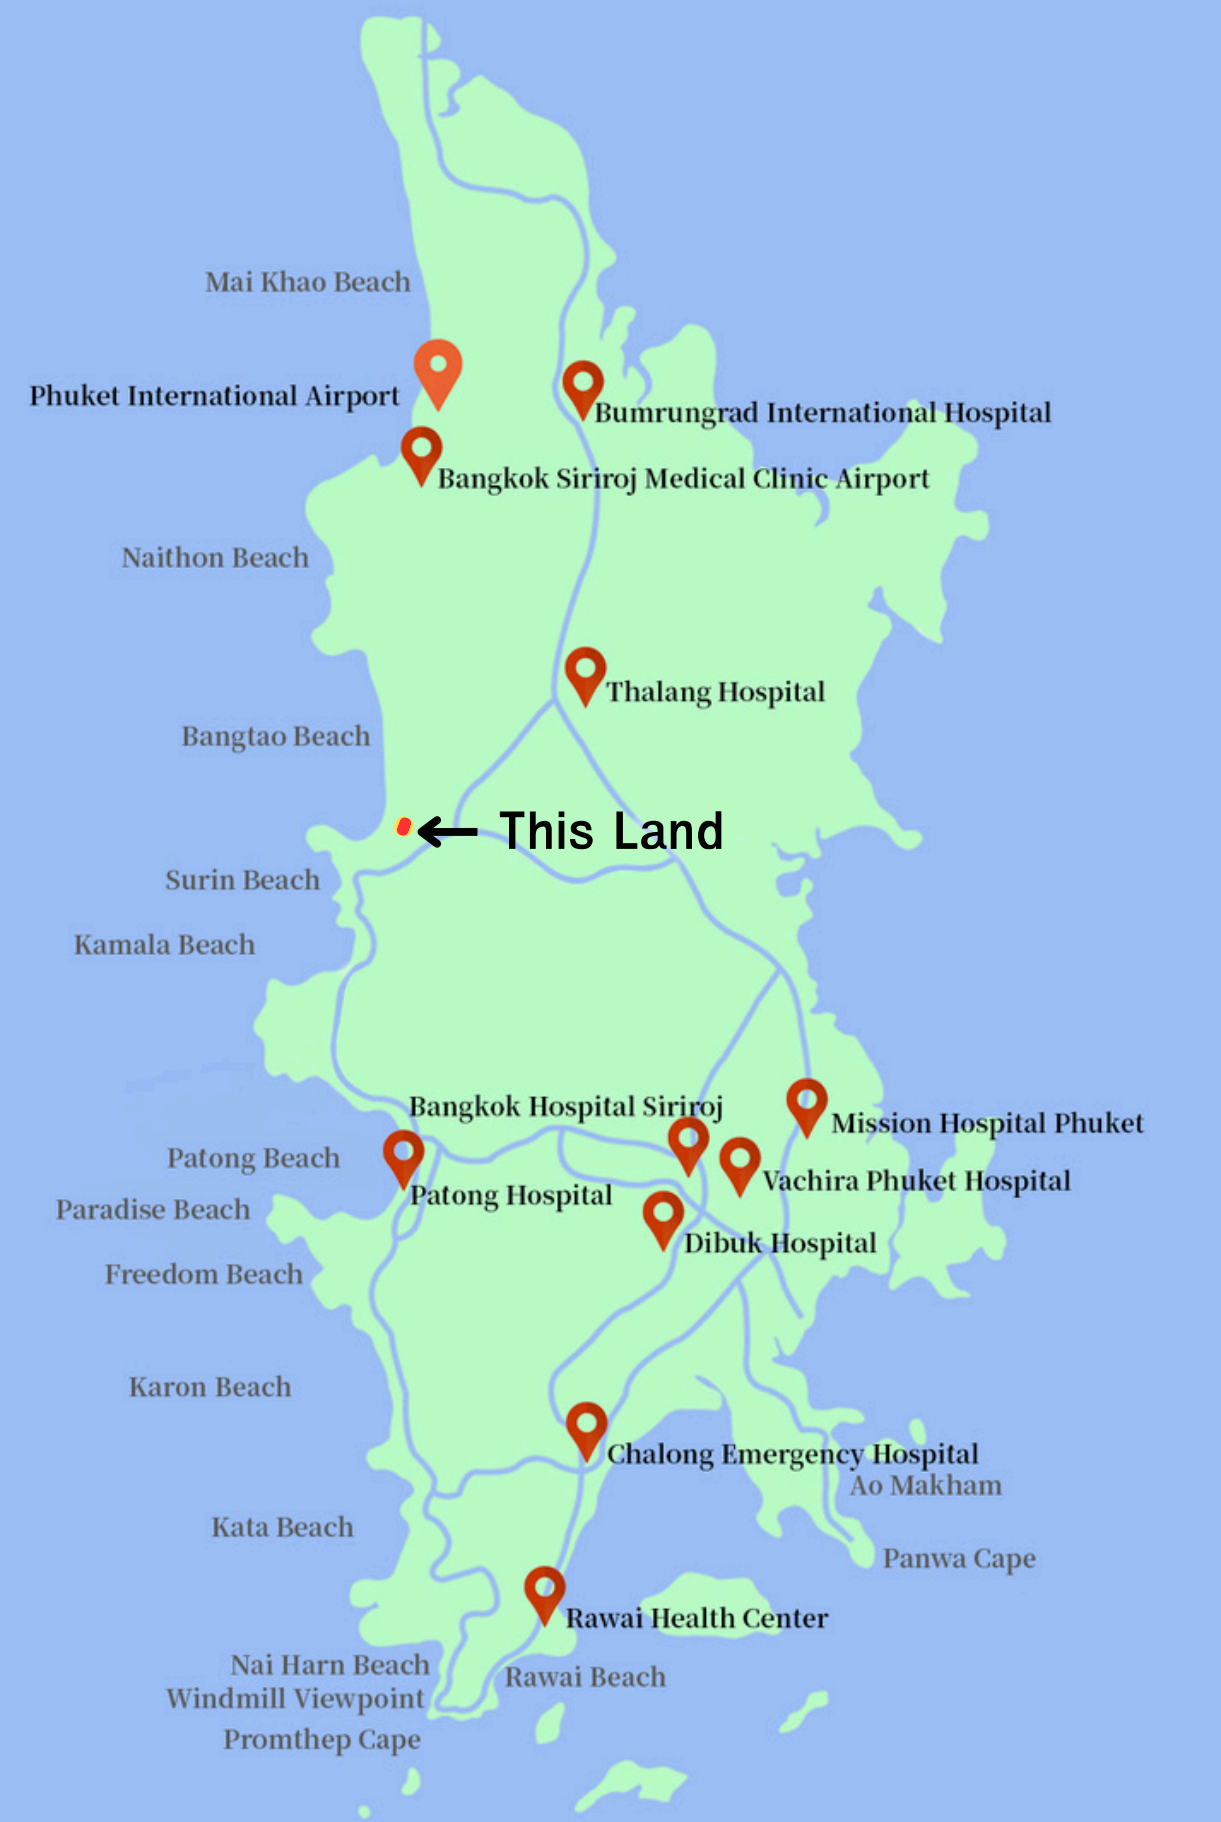 Mai Khao Beach
Phuket International Airport
Bumrungrad International Hospital
Bangkok Siriroj Medical Clinic Airport
Naithon Beach
Thalang Hospital
Bangtao Beach
This Land
Surin Beach
Kamala Beach
Bangkok Hospital Siriroj
Mission Hospital Phuket
Patong Beach
Vachira Phuket Hospital
Patong Hospital
Paradise Beach
Dibuk Hospital
Freedom Beach
Karon Beach
Chalong Emergency Hospital
Ao Makham
Kata Beach
Panwa Cape
Rawai Health Center
Nai Harn Beach
Rawai Beach
Windmill Viewpoint
Promthep Cape